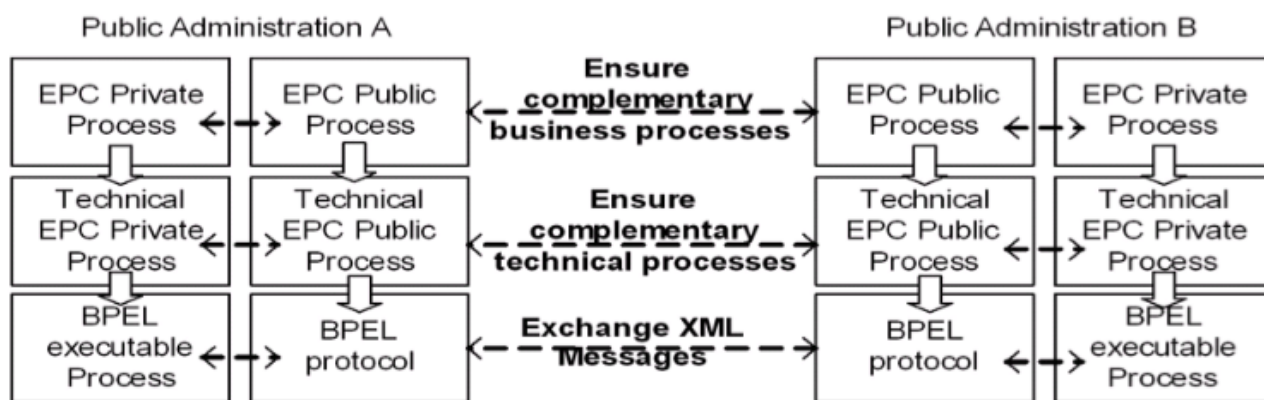 Public Administration A
Public Administration B
EPC Private
Process
EPC Public
Process
Ensure
complementary
business processes
EPC Public
Process
EPC Private
Process
Technical
EPC Private
Process
Technical
EPC Public
Process
Ensure
complementary
technical processes
Technical
EPC Public
Process
Technical
EPC Private
Process
BPEL
executable
Process
BPEL
protocol
Exchange XML
Messages
BPEL
protocol
BPEL
executable
Process